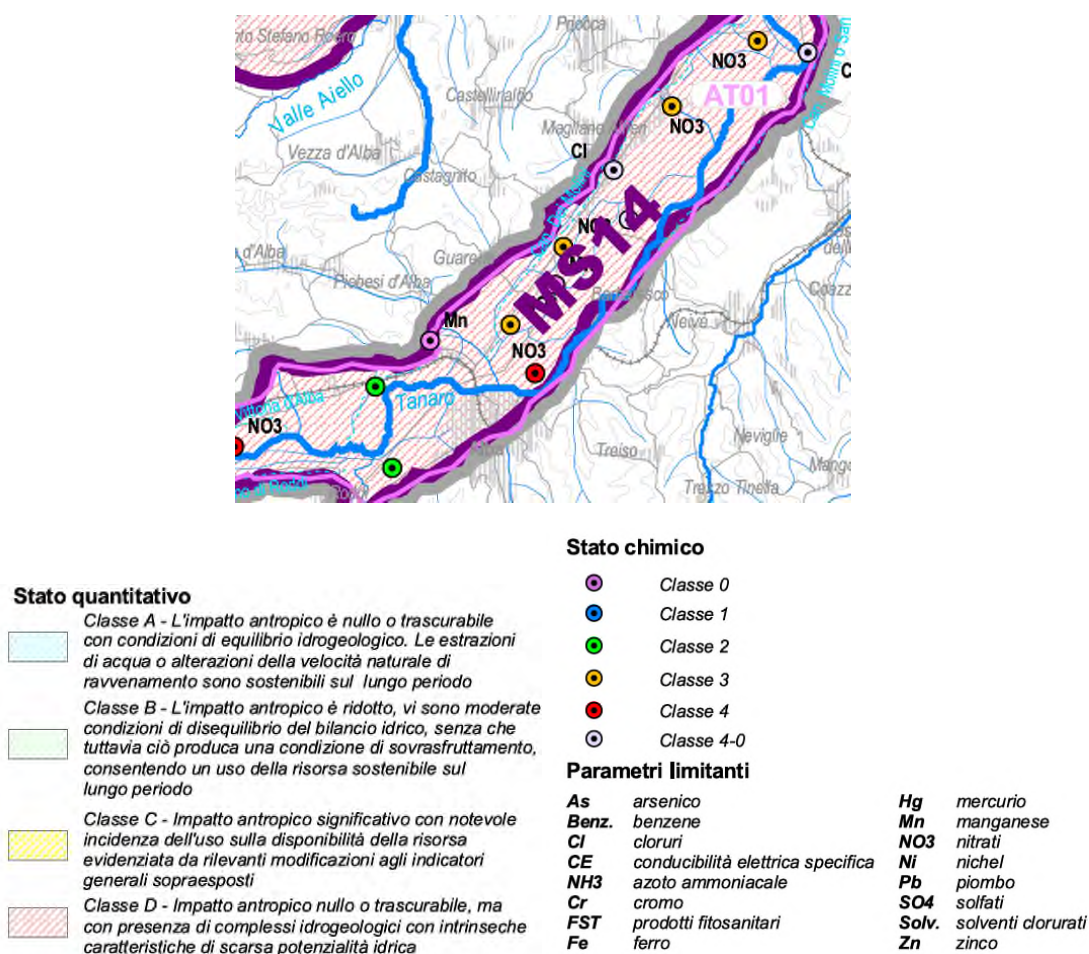 Priocca
NO3
AT01
Valle Aiello
Castellinaldo
NO3
Vezza d'Alba
Cl
Castagnito
MS14
d'Alba
Guarene
Piobesi d'Alba
Mn
Neive
NO3
Tanaro
NO3
Treiso
Neviglie
Trezzo Tinella
Stato chimico
Classe 0
Classe 1
Classe 2
Classe 3
Classe 4
Classe 4-0
Stato quantitativo
Classe A - L'impatto antropico è nullo o trascurabile
con condizioni di equilibrio idrogeologico. Le estrazioni
di acqua o alterazioni della velocità naturale di
ravvenamento sono sostenibili sul lungo periodo
Classe B - L'impatto antropico è ridotto, vi sono moderate
condizioni di disequilibrio del bilancio idrico, senza che
tuttavia ciò produca una condizione di sovrasfruttamento,
consentendo un uso della risorsa sostenibile sul
lungo periodo
Classe C - Impatto antropico significativo con notevole
incidenza dell'uso sulla disponibilità della risorsa
evidenziata da rilevanti modificazioni agli indicatori
generali sopraesposti
Classe D - Impatto antropico nullo o trascurabile, ma
con presenza di complessi idrogeologici con intrinseche
caratteristiche di scarsa potenzialità idrica
Parametri limitanti
As arsenico
Benz. benzene
Cl cloruri
CE conducibilità elettrica specifica
NH3 azoto ammoniacale
Cr cromo
FST prodotti fitosanitari
Fe ferro
Hg mercurio
Mn manganese
NO3 nitrati
Ni nichel
Pb piombo
SO4 solfati
Solv. solventi clorurati
Zn zinco